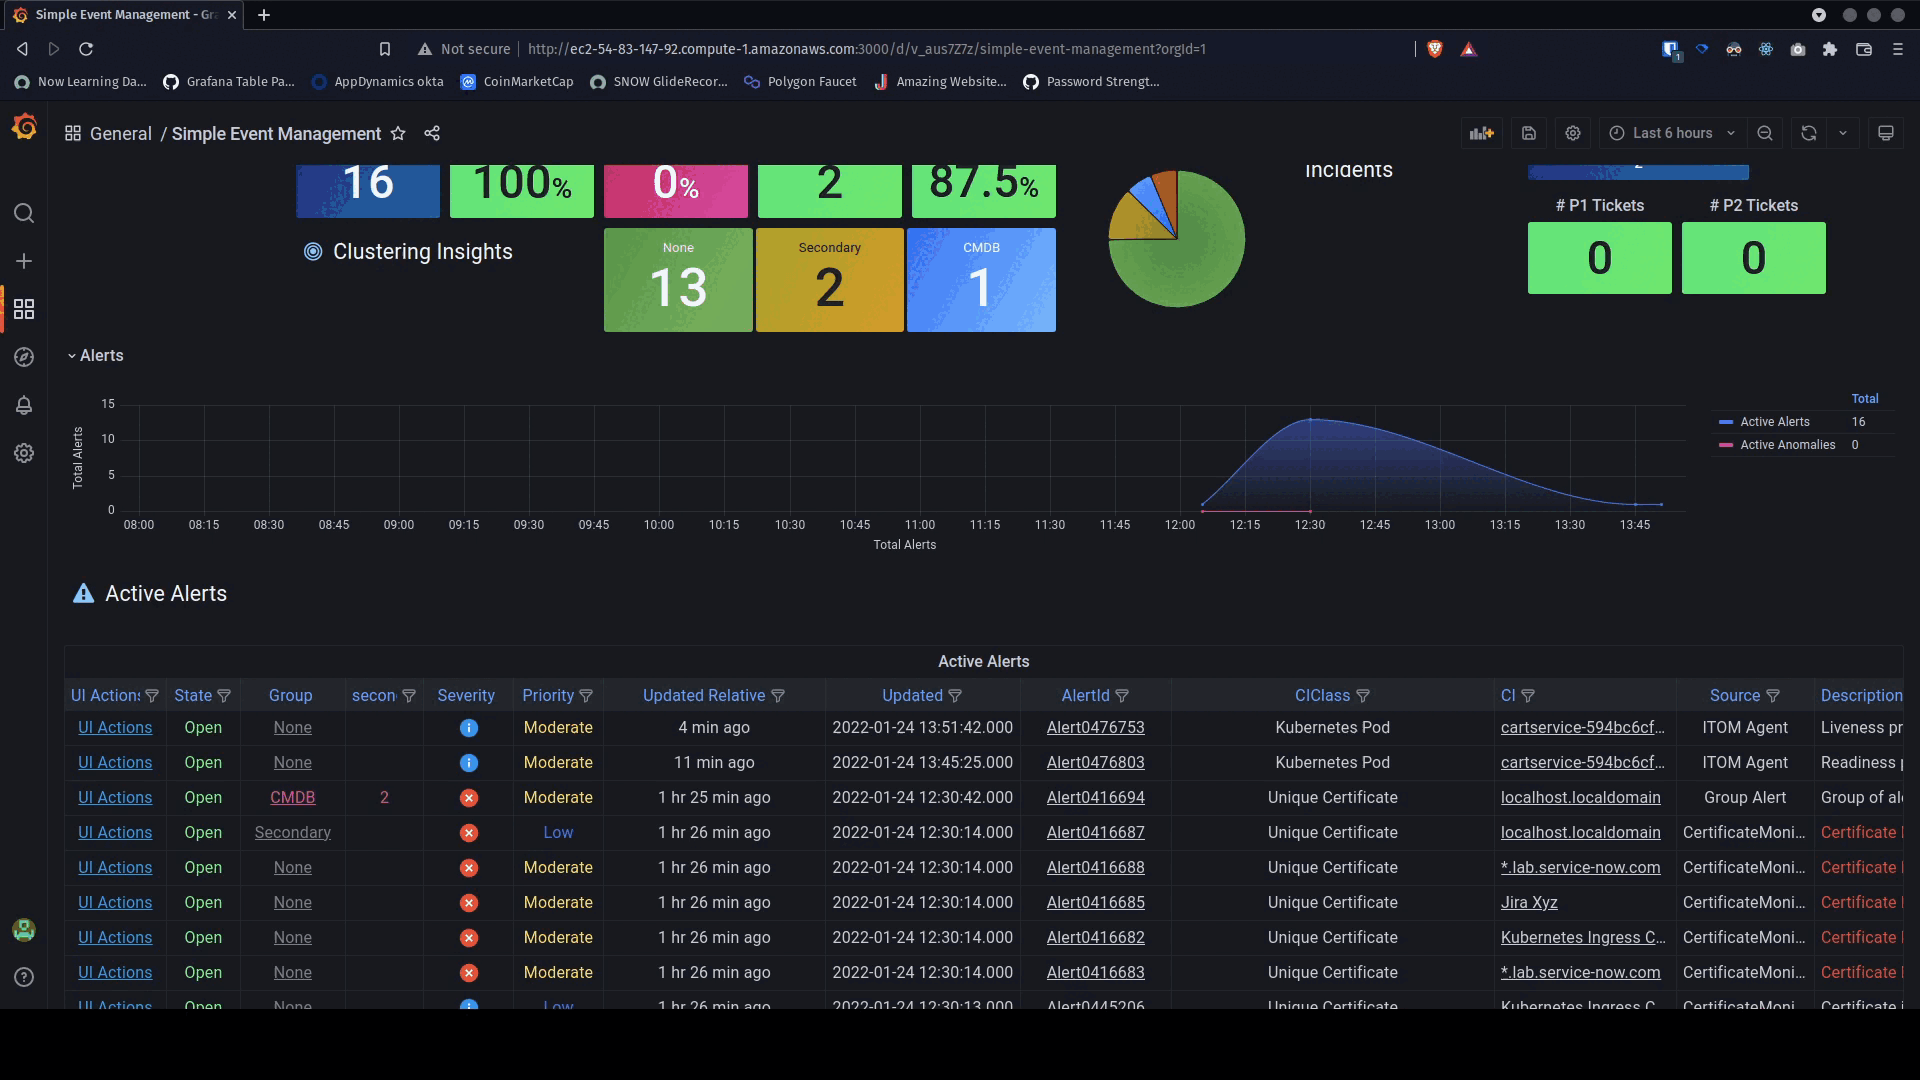 Simple Event Management - Gra
Not secure http://ec2-54-83-147-92.compute-1.amazonaws.com:3000/d/v_aus7Z7z/simple-event-management?orgId=1
1
Now Learning Da... Grafana Table Pa... AppDynamics okta CoinMarketCap SNOW GlideRecor... Polygon Faucet Amazing Website... Password Strengt...
General / Simple Event Management Last 6 hours
16 100% 0% 2 87.5% Incidents
# P1 Tickets # P2 Tickets
0 0
Clustering Insights
None Secondary CMDB
13 2 1
Alerts
Total
Active Alerts 16
Active Anomalies 0
15
10
5
0
Total Alerts
08:00 08:15 08:30 08:45 09:00 09:15 09:30 09:45 10:00 10:15 10:30 10:45 11:00 11:15 11:30 11:45 12:00 12:15 12:30 12:45 13:00 13:15 13:30 13:45
Total Alerts
Active Alerts
Active Alerts
UI Actions State Group secon Severity Priority Updated Relative Updated AlertId CIClass CI Source Description
UI Actions Open None Moderate 4 min ago 2022-01-24 13:51:42.000 Alert0476753 Kubernetes Pod cartservice-594bc6cf... ITOM Agent Liveness pr
UI Actions Open None Moderate 11 min ago 2022-01-24 13:45:25.000 Alert0476803 Kubernetes Pod cartservice-594bc6cf... ITOM Agent Readiness p
UI Actions Open CMDB 2 Moderate 1 hr 25 min ago 2022-01-24 12:30:42.000 Alert0416694 Unique Certificate localhost.localdomain Group Alert Group of ale
UI Actions Open Secondary Low 1 hr 26 min ago 2022-01-24 12:30:14.000 Alert0416687 Unique Certificate localhost.localdomain CertificateMoni... Certificate
UI Actions Open None Moderate 1 hr 26 min ago 2022-01-24 12:30:14.000 Alert0416688 Unique Certificate *.lab.service-now.com CertificateMoni... Certificate
UI Actions Open None Moderate 1 hr 26 min ago 2022-01-24 12:30:14.000 Alert0416685 Unique Certificate Jira Xyz CertificateMoni... Certificate
UI Actions Open None Moderate 1 hr 26 min ago 2022-01-24 12:30:14.000 Alert0416682 Unique Certificate Kubernetes Ingress C... CertificateMoni... Certificate
UI Actions Open None Moderate 1 hr 26 min ago 2022-01-24 12:30:14.000 Alert0416683 Unique Certificate *.lab.service-now.com CertificateMoni... Certificate
UI Actions Open None Low 1 hr 26 min ago 2022-01-24 12:30:13.000 Alert0445206 Unique Certificate Kubernetes Ingress C... CertificateMoni... Certificate